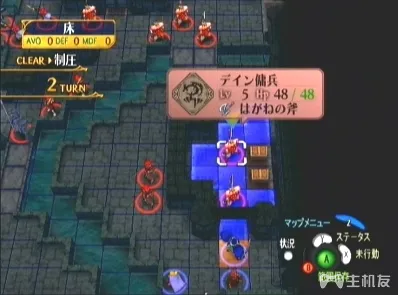 床
AVO 0 DEF 0 MDF 0
CLEAR▶制圧
2 TURN
デイン傭兵
Lv 5 Hp 48/48
はがねの斧
マップメニュー
ステータス
状況
A
未行動
B
生机友